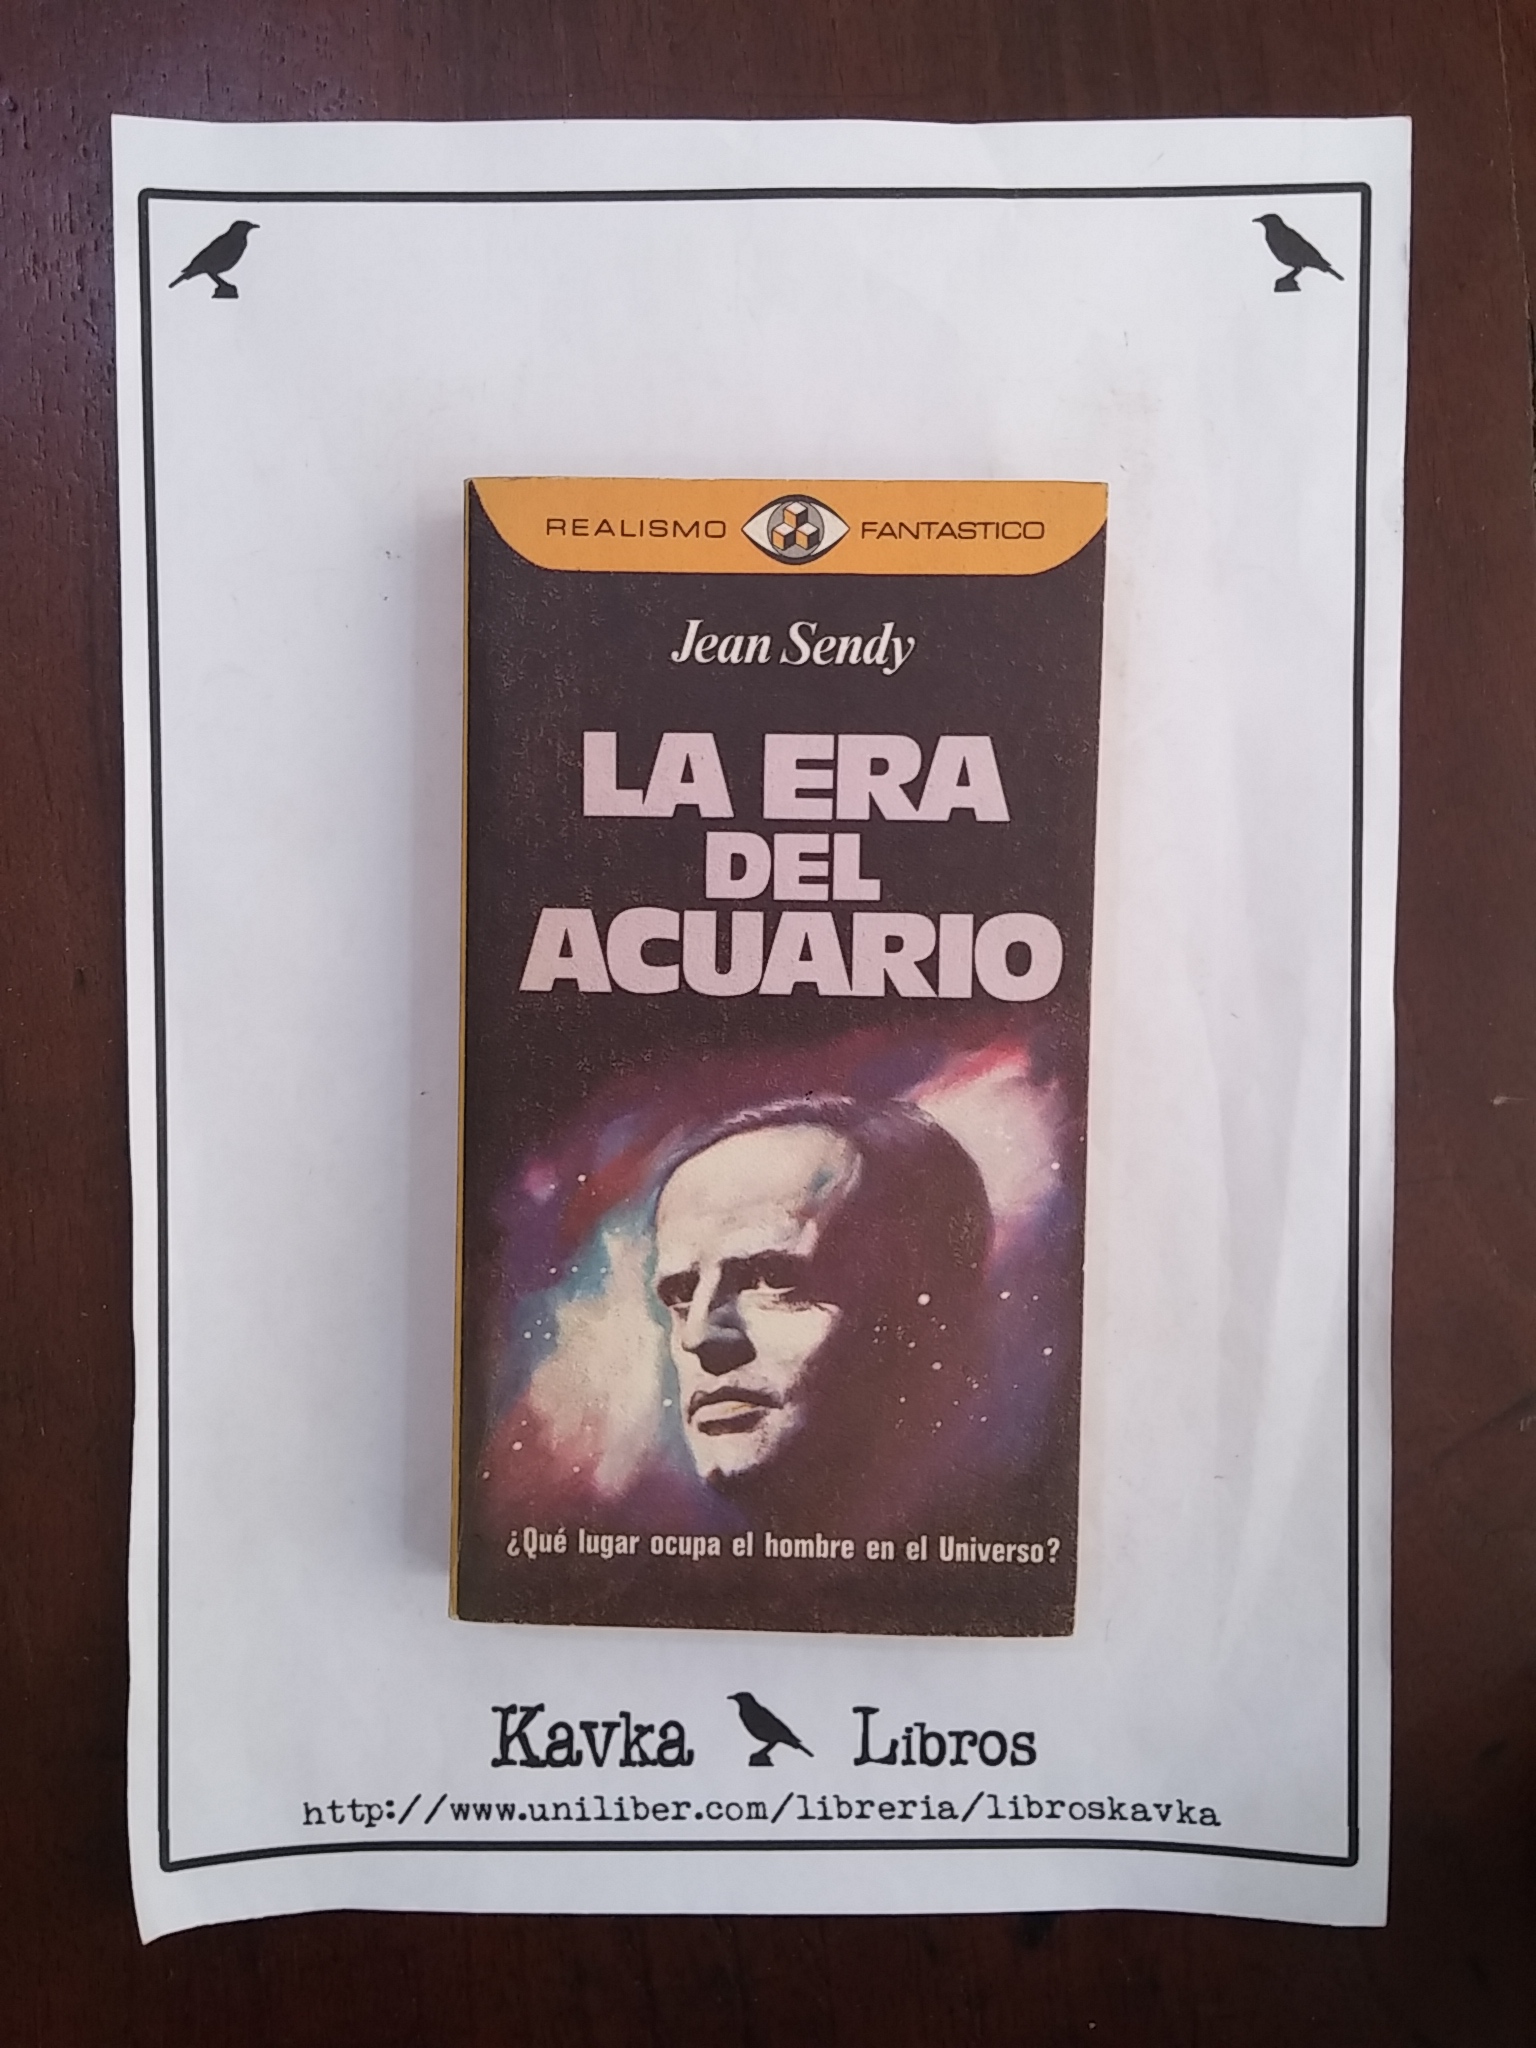 REALISMO FANTASTICO
Jean Sendy
LA ERA
DEL
ACUARIO
¿Qué lugar ocupa el hombre en el Universo?
Kavka Libros
http://www.uniliber.com/libreria/libroskavka